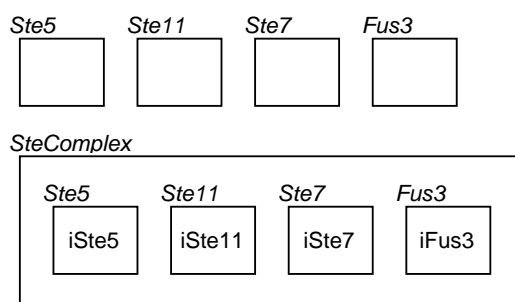 Ste5 Ste11 Ste7 Fus3
SteComplex
Ste5 Ste11 Ste7 Fus3
iSte5 iSte11 iSte7 iFus3